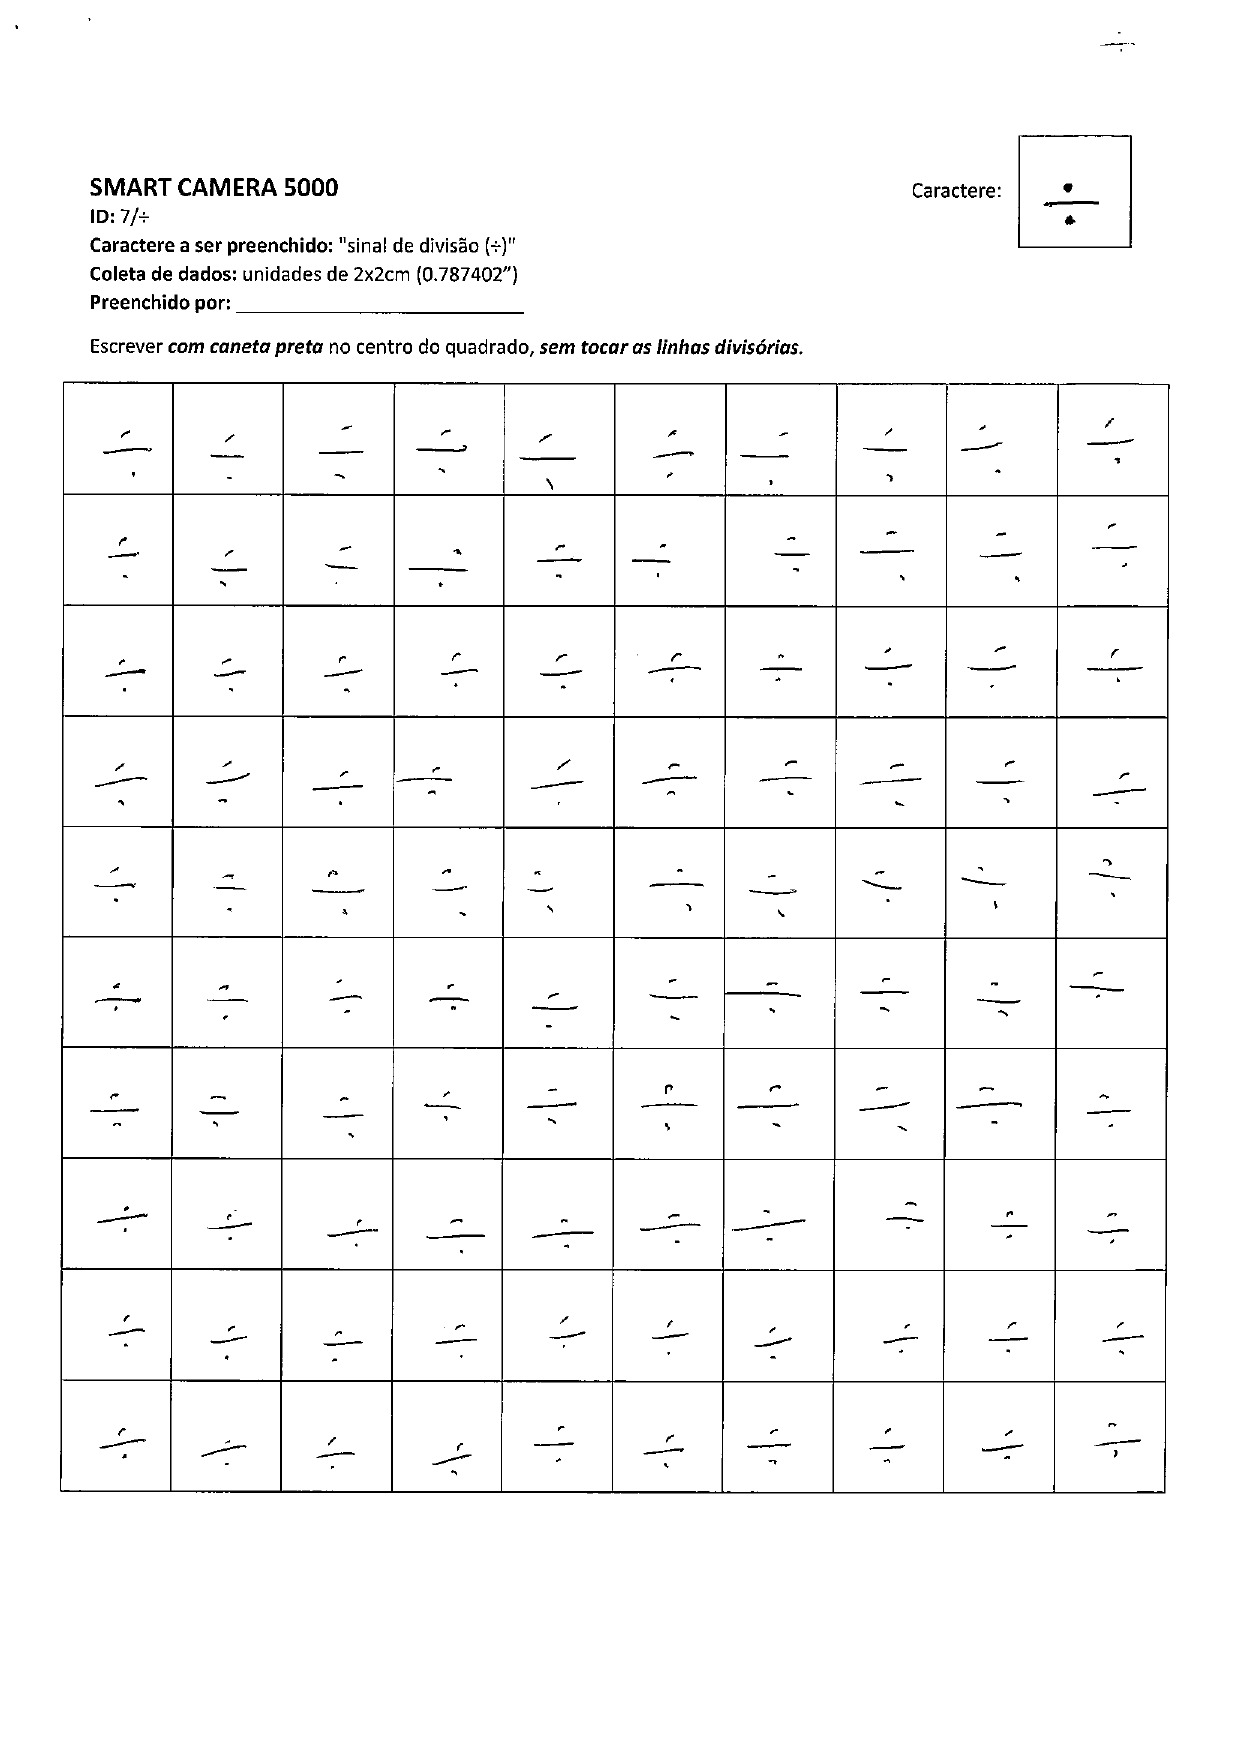 ÷
SMART CAMERA 5000
Caractere: ÷
ID: 7/÷
Caractere a ser preenchido: "sinal de divisão (÷)"
Coleta de dados: unidades de 2x2cm (0.787402")
Preenchido por: 
Escrever com caneta preta no centro do quadrado, sem tocar as linhas divisórias.
÷ ÷ ÷ ÷ ÷ ÷ ÷ ÷ ÷ ÷
÷ ÷ ÷ ÷ ÷ ÷ ÷ ÷ ÷ ÷
÷ ÷ ÷ ÷ ÷ ÷ ÷ ÷ ÷ ÷
÷ ÷ ÷ ÷ ÷ ÷ ÷ ÷ ÷ ÷
÷ ÷ ÷ ÷ ÷ ÷ ÷ ÷ ÷ ÷
÷ ÷ ÷ ÷ ÷ ÷ ÷ ÷ ÷ ÷
÷ ÷ ÷ ÷ ÷ ÷ ÷ ÷ ÷ ÷
÷ ÷ ÷ ÷ ÷ ÷ ÷ ÷ ÷ ÷
÷ ÷ ÷ ÷ ÷ ÷ ÷ ÷ ÷ ÷
÷ ÷ ÷ ÷ ÷ ÷ ÷ ÷ ÷ ÷